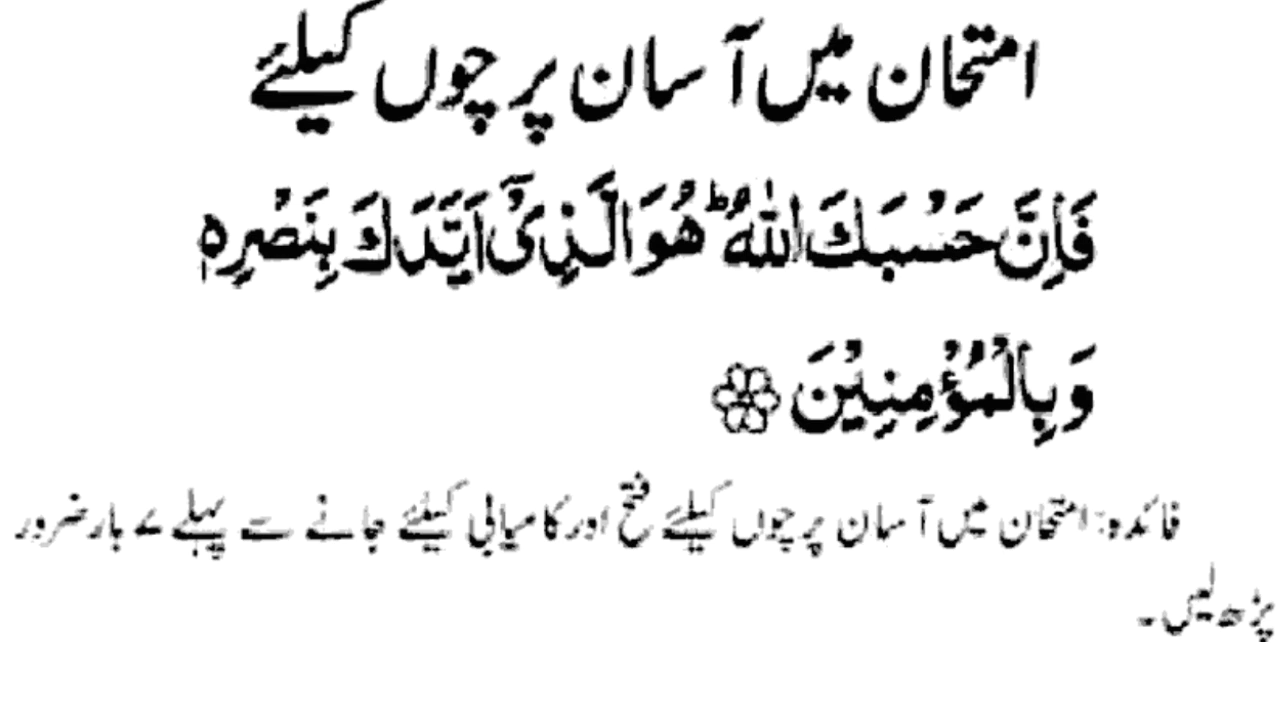 امتحان میں آسان پرچوں کیلئے
فَاِنَّ حَسْبَكَ اللّٰهُ ؕ هُوَ الَّذِیْۤ اَیَّدَكَ بِنَصْرِهٖ
وَبِالْمُؤْمِنِیْنَ
فائدہ: امتحان میں آسان پرچوں کیلئے فتح اور کامیابی کیلئے جانے سے پہلے ۷ بار ضرور
پڑھ لیں۔